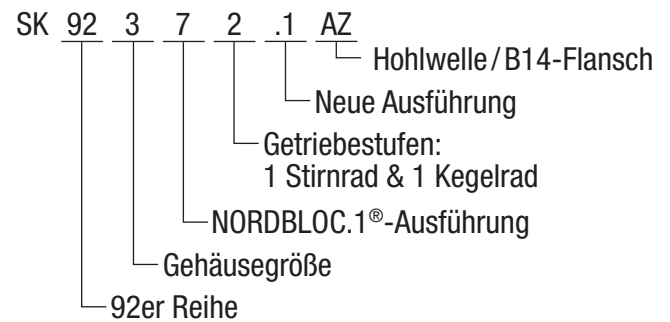 SK 92 3 7 2 .1 AZ
Hohlwelle/B14-Flansch
Neue Ausführung
Getriebestufen:
1 Stirnrad & 1 Kegelrad
NORDBLOC.1®-Ausführung
Gehäusegröße
92er Reihe